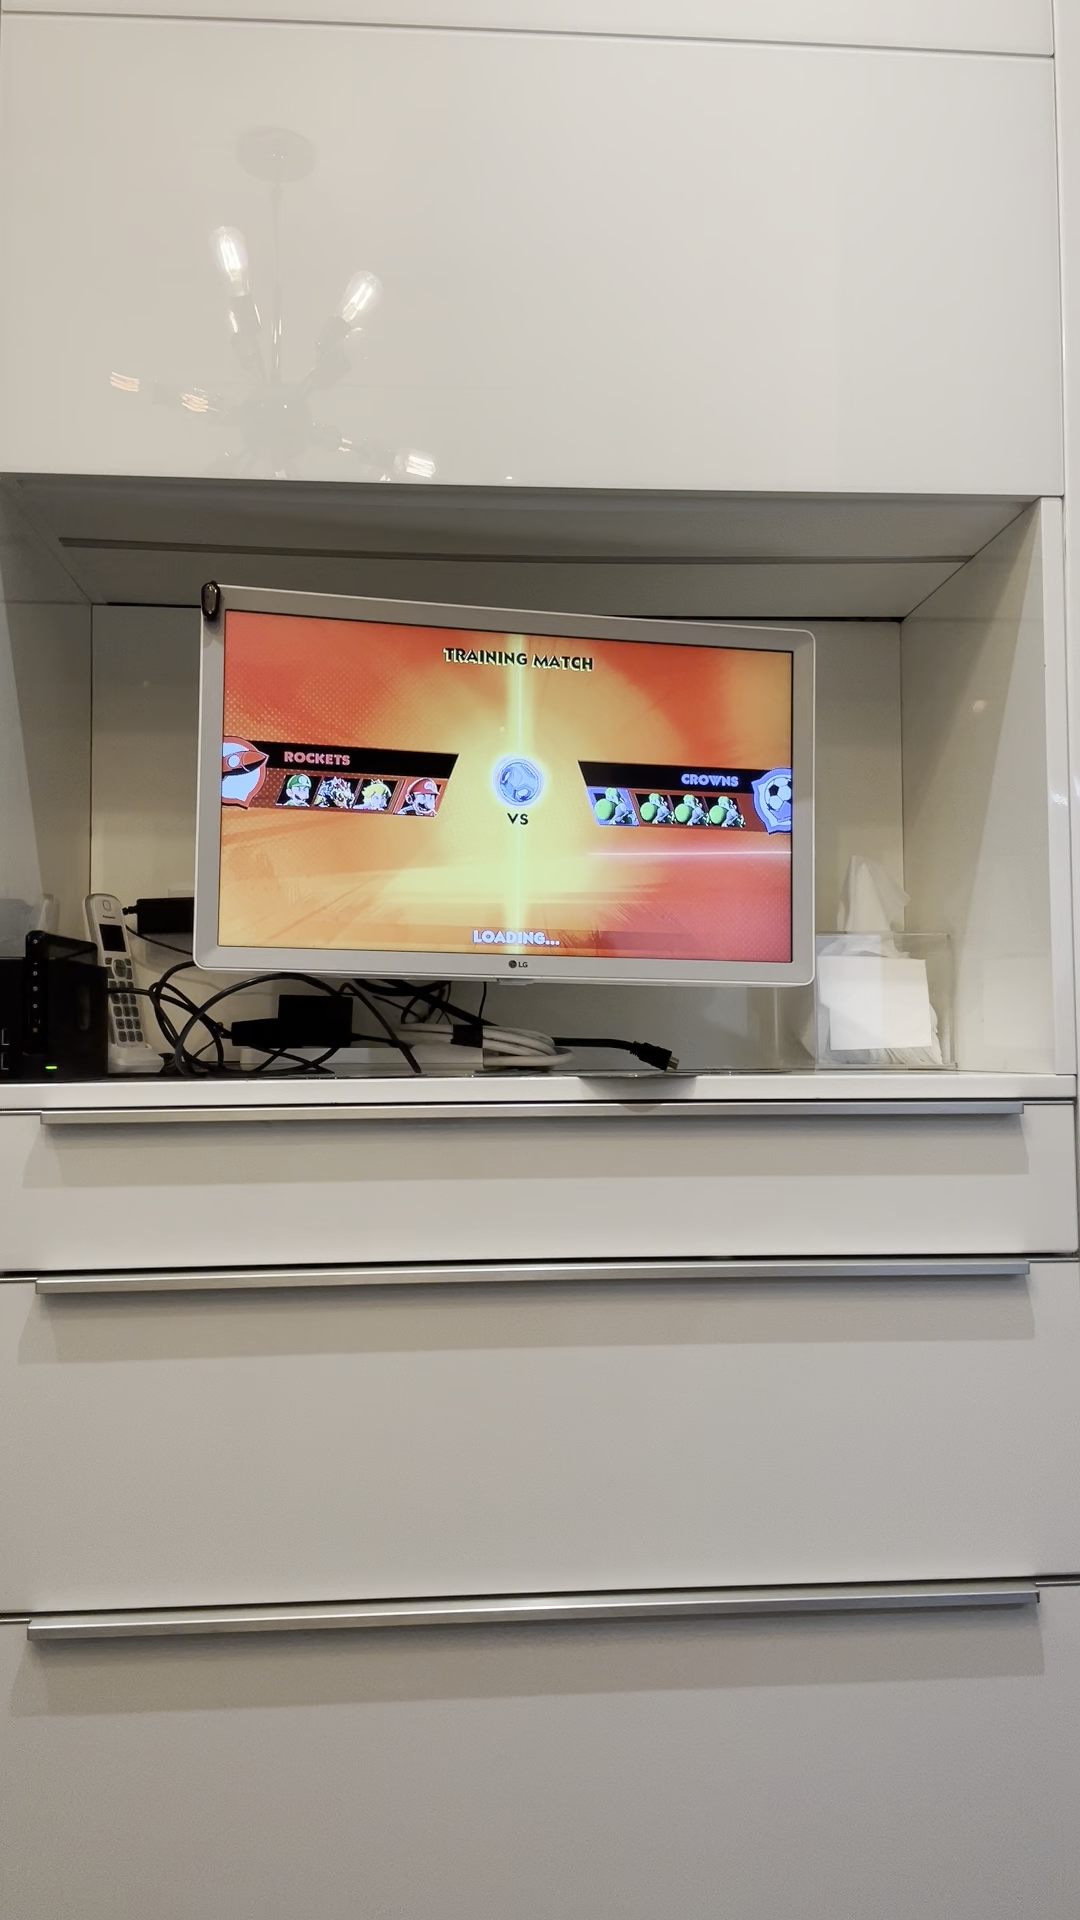 TRAINING MATCH
ROCKETS
CROWNS
VS
LOADING...
LG